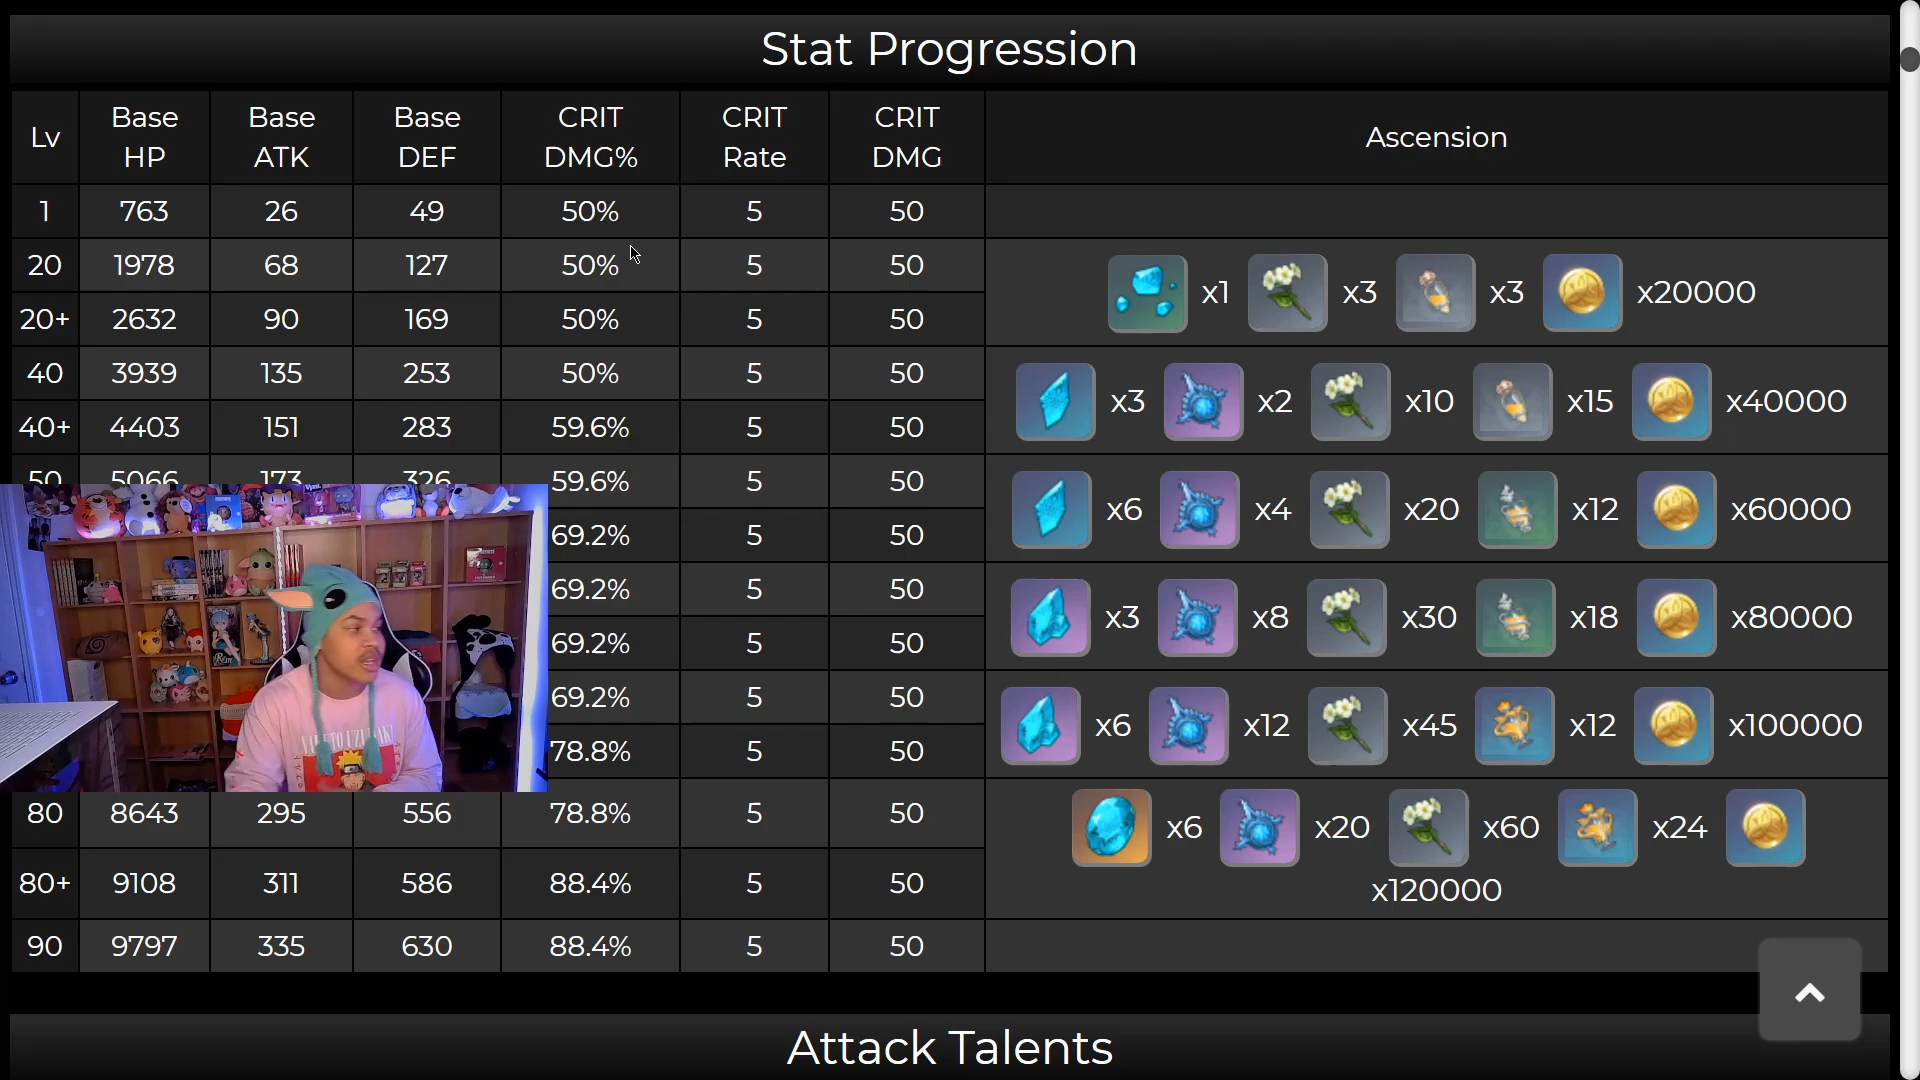 Stat Progression
Lv Base HP Base ATK Base DEF CRIT DMG% CRIT Rate CRIT DMG Ascension
1 763 26 49 50% 5 50
20 1978 68 127 50% 5 50
x1 x3 x3 x20000
20+ 2632 90 169 50% 5 50
40 3939 135 253 50% 5 50
x3 x2 x10 x15 x40000
40+ 4403 151 283 59.6% 5 50
50 5066 173 326 59.6% 5 50
x6 x4 x20 x12 x60000
69.2% 5 50
69.2% 5 50
x3 x8 x30 x18 x80000
69.2% 5 50
69.2% 5 50
x6 x12 x45 x12 x100000
78.8% 5 50
80 8643 295 556 78.8% 5 50
x6 x20 x60 x24
x120000
80+ 9108 311 586 88.4% 5 50
90 9797 335 630 88.4% 5 50
Attack Talents